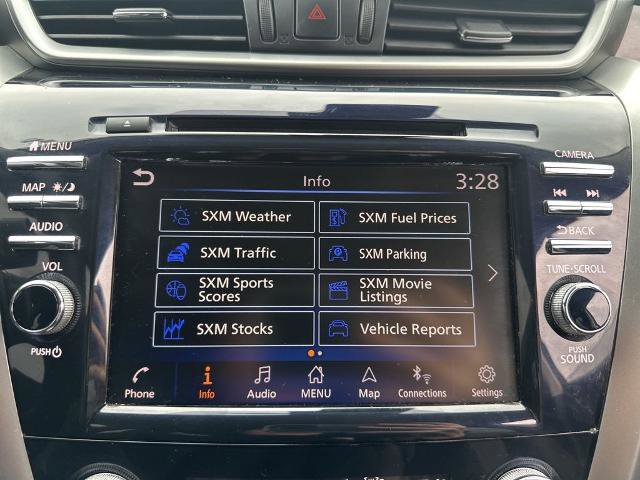 MENU
CAMERA
MAP
AUDIO
BACK
VOL
TUNE-SCROLL
PUSH
PUSH
SOUND
Info
3:28
SXM Weather
SXM Fuel Prices
SXM Traffic
SXM Parking
SXM Sports
Scores
SXM Movie
Listings
SXM Stocks
Vehicle Reports
Phone
Info
Audio
MENU
Map
Connections
Settings